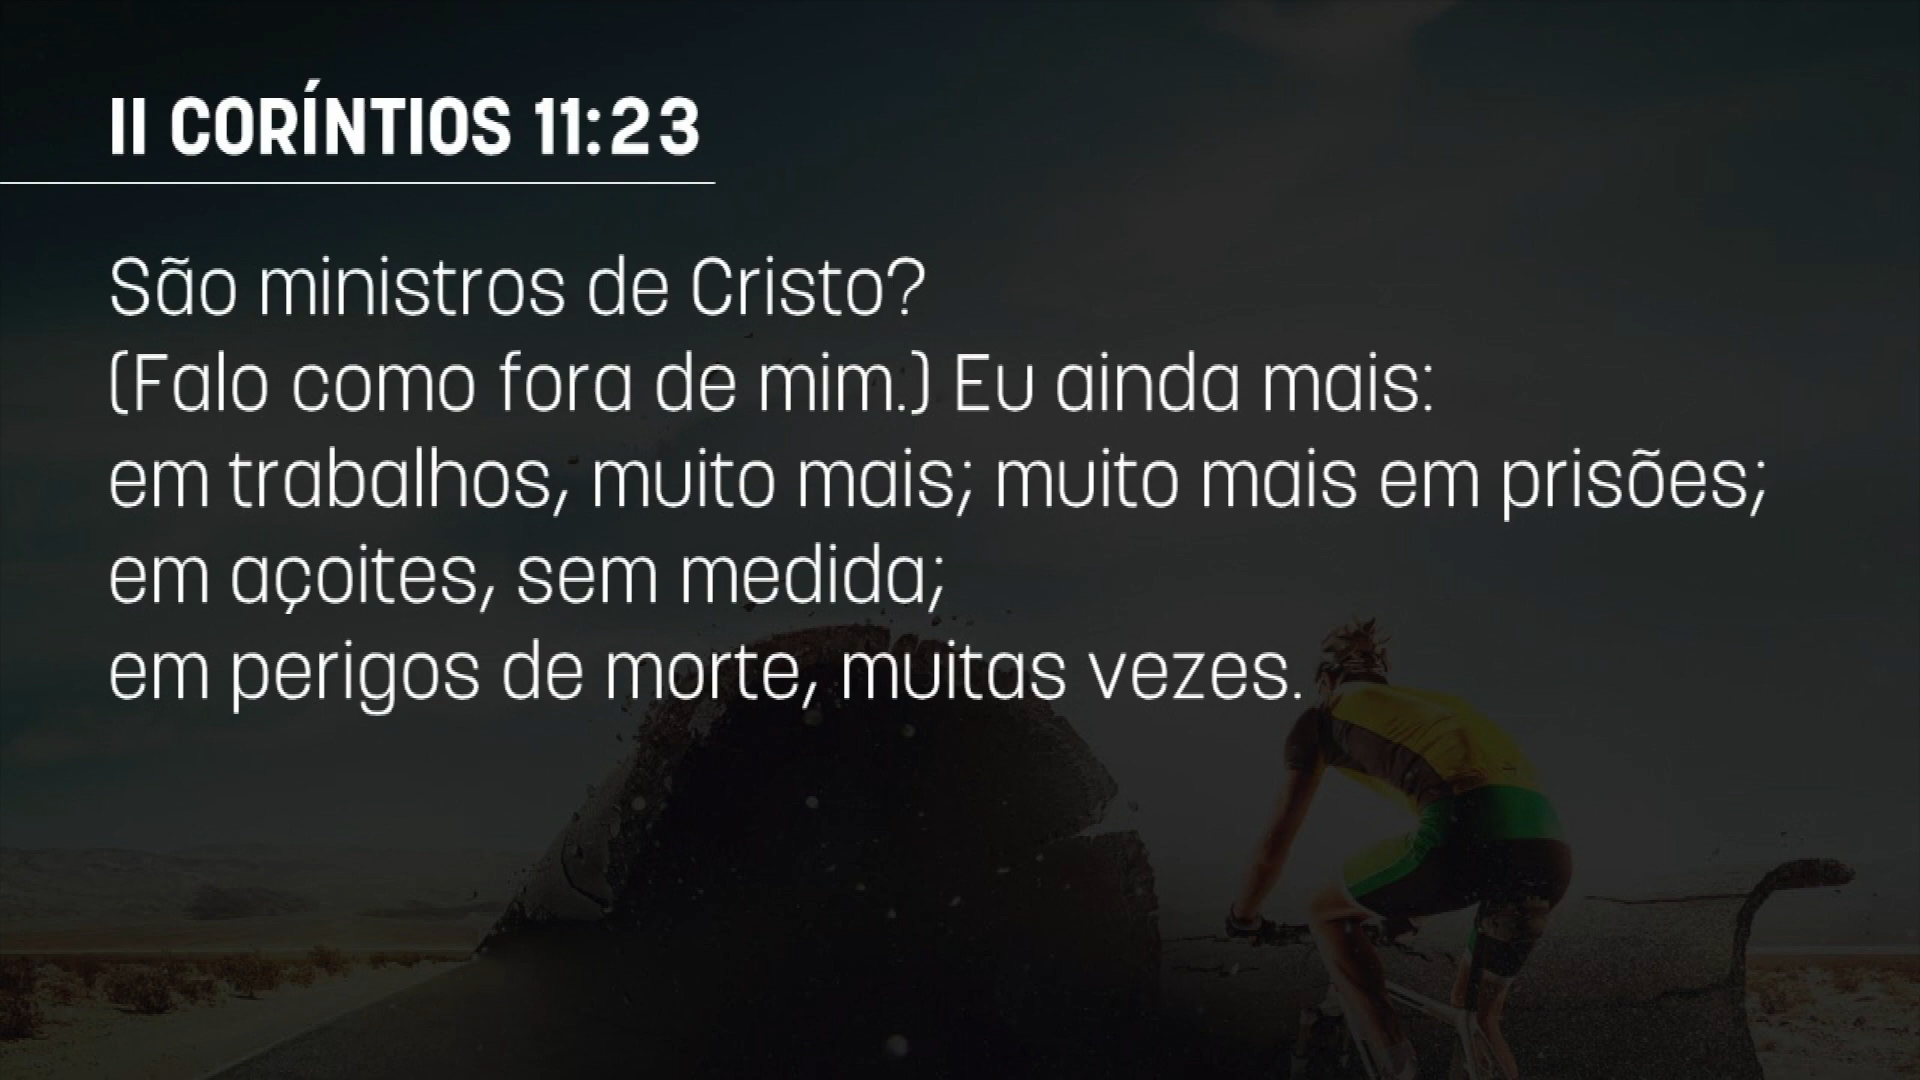 II CORÍNTIOS 11:23
São ministros de Cristo?
(Falo como fora de mim.) Eu ainda mais:
em trabalhos, muito mais; muito mais em prisões;
em açoites, sem medida;
em perigos de morte, muitas vezes.